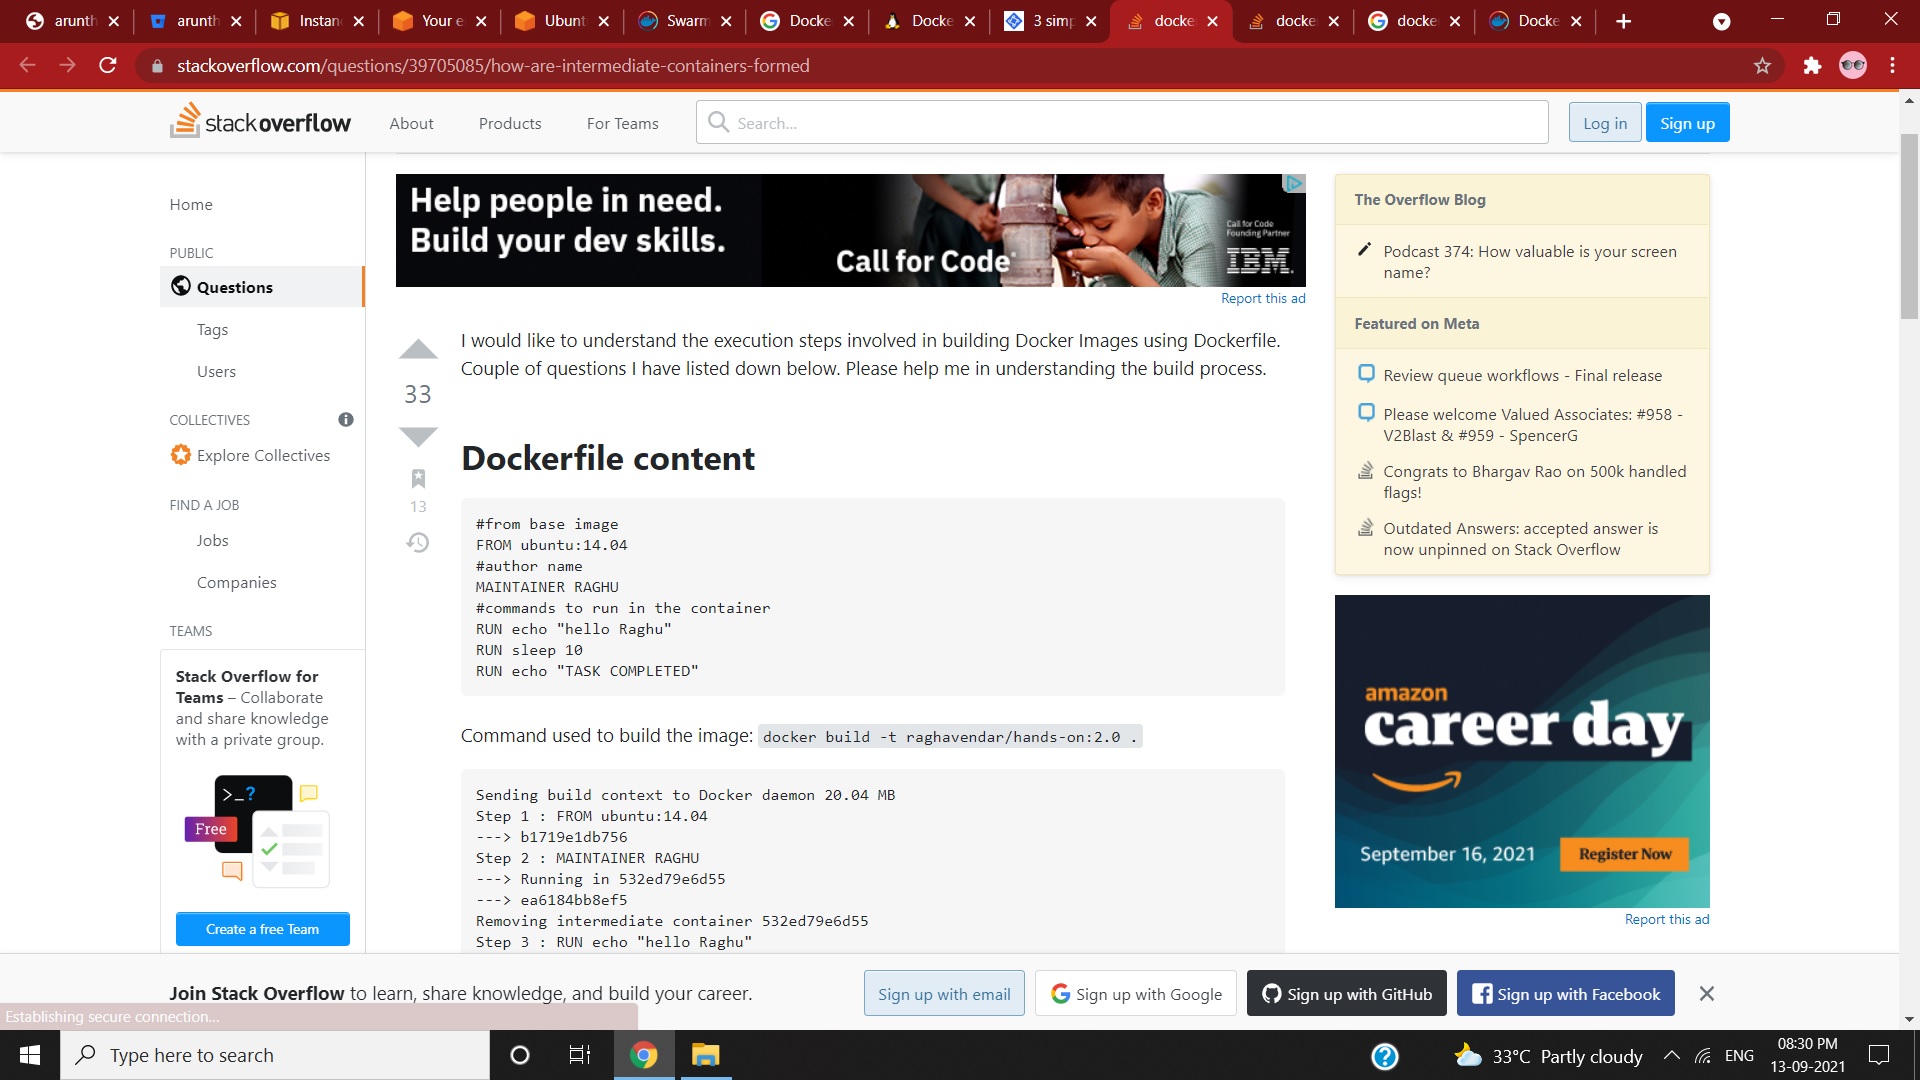 arunth
arunth
Instan
Your e
Ubunt
Swarm
Docke
Docke
3 simp
docke
docke
docke
Docke
stackoverflow.com/questions/39705085/how-are-intermediate-containers-formed
stackoverflow
About
Products
For Teams
Search...
Log in
Sign up
Home
PUBLIC
Questions
Tags
Users
COLLECTIVES
Explore Collectives
FIND A JOB
Jobs
Companies
TEAMS
Stack Overflow for
Teams – Collaborate
and share knowledge
with a private group.
>_?
Free
Create a free Team
Help people in need.
Build your dev skills.
Call for Code
Call for Code
Founding Partner
IBM.
Report this ad
33
13
I would like to understand the execution steps involved in building Docker Images using Dockerfile.
Couple of questions I have listed down below. Please help me in understanding the build process.
Dockerfile content
#from base image
FROM ubuntu:14.04
#author name
MAINTAINER RAGHU
#commands to run in the container
RUN echo "hello Raghu"
RUN sleep 10
RUN echo "TASK COMPLETED"
Command used to build the image: docker build -t raghavendar/hands-on:2.0 .
Sending build context to Docker daemon 20.04 MB
Step 1 : FROM ubuntu:14.04
---> b1719e1db756
Step 2 : MAINTAINER RAGHU
---> Running in 532ed79e6d55
---> ea6184bb8ef5
Removing intermediate container 532ed79e6d55
Step 3 : RUN echo "hello Raghu"
The Overflow Blog
Podcast 374: How valuable is your screen
name?
Featured on Meta
Review queue workflows - Final release
Please welcome Valued Associates: #958 -
V2Blast & #959 - SpencerG
Congrats to Bhargav Rao on 500k handled
flags!
Outdated Answers: accepted answer is
now unpinned on Stack Overflow
amazon
career day
September 16, 2021
Register Now
Report this ad
Join Stack Overflow to learn, share knowledge, and build your career.
Sign up with email
Sign up with Google
Sign up with GitHub
Sign up with Facebook
Establishing secure connection...
Type here to search
33°C Partly cloudy
ENG
08:30 PM
13-09-2021